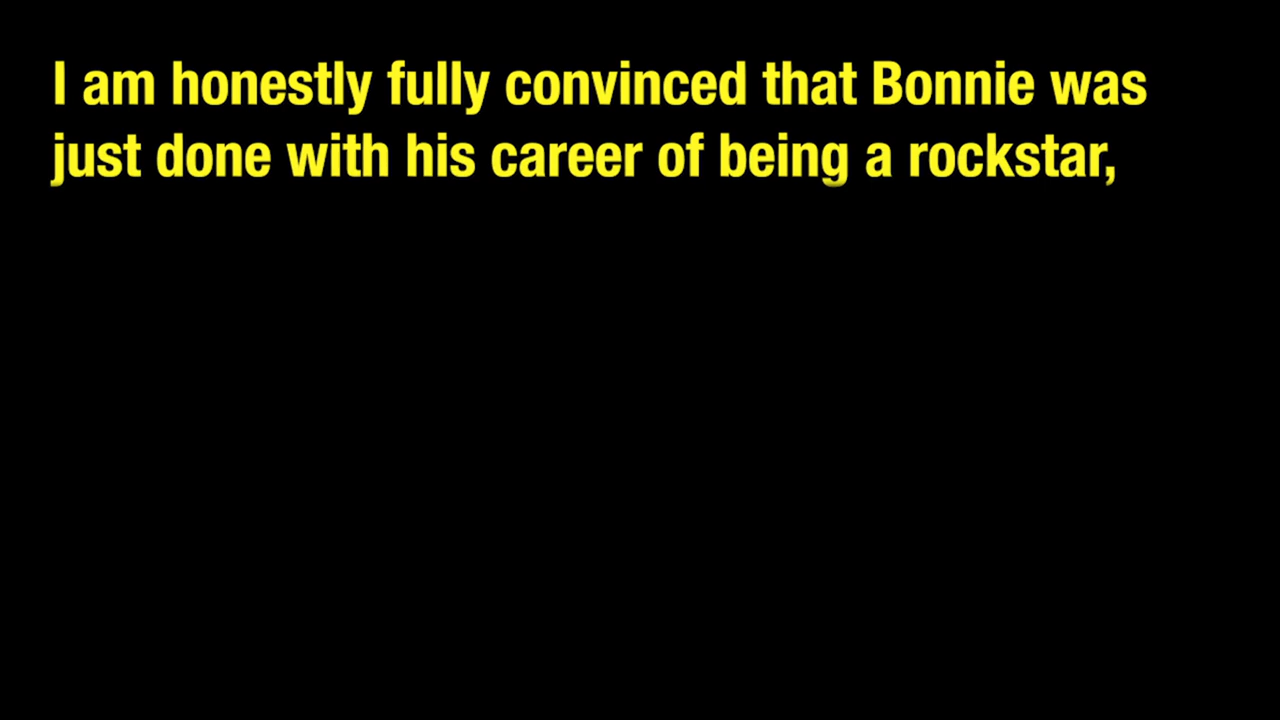 I am honestly fully convinced that Bonnie was
just done with his career of being a rockstar,